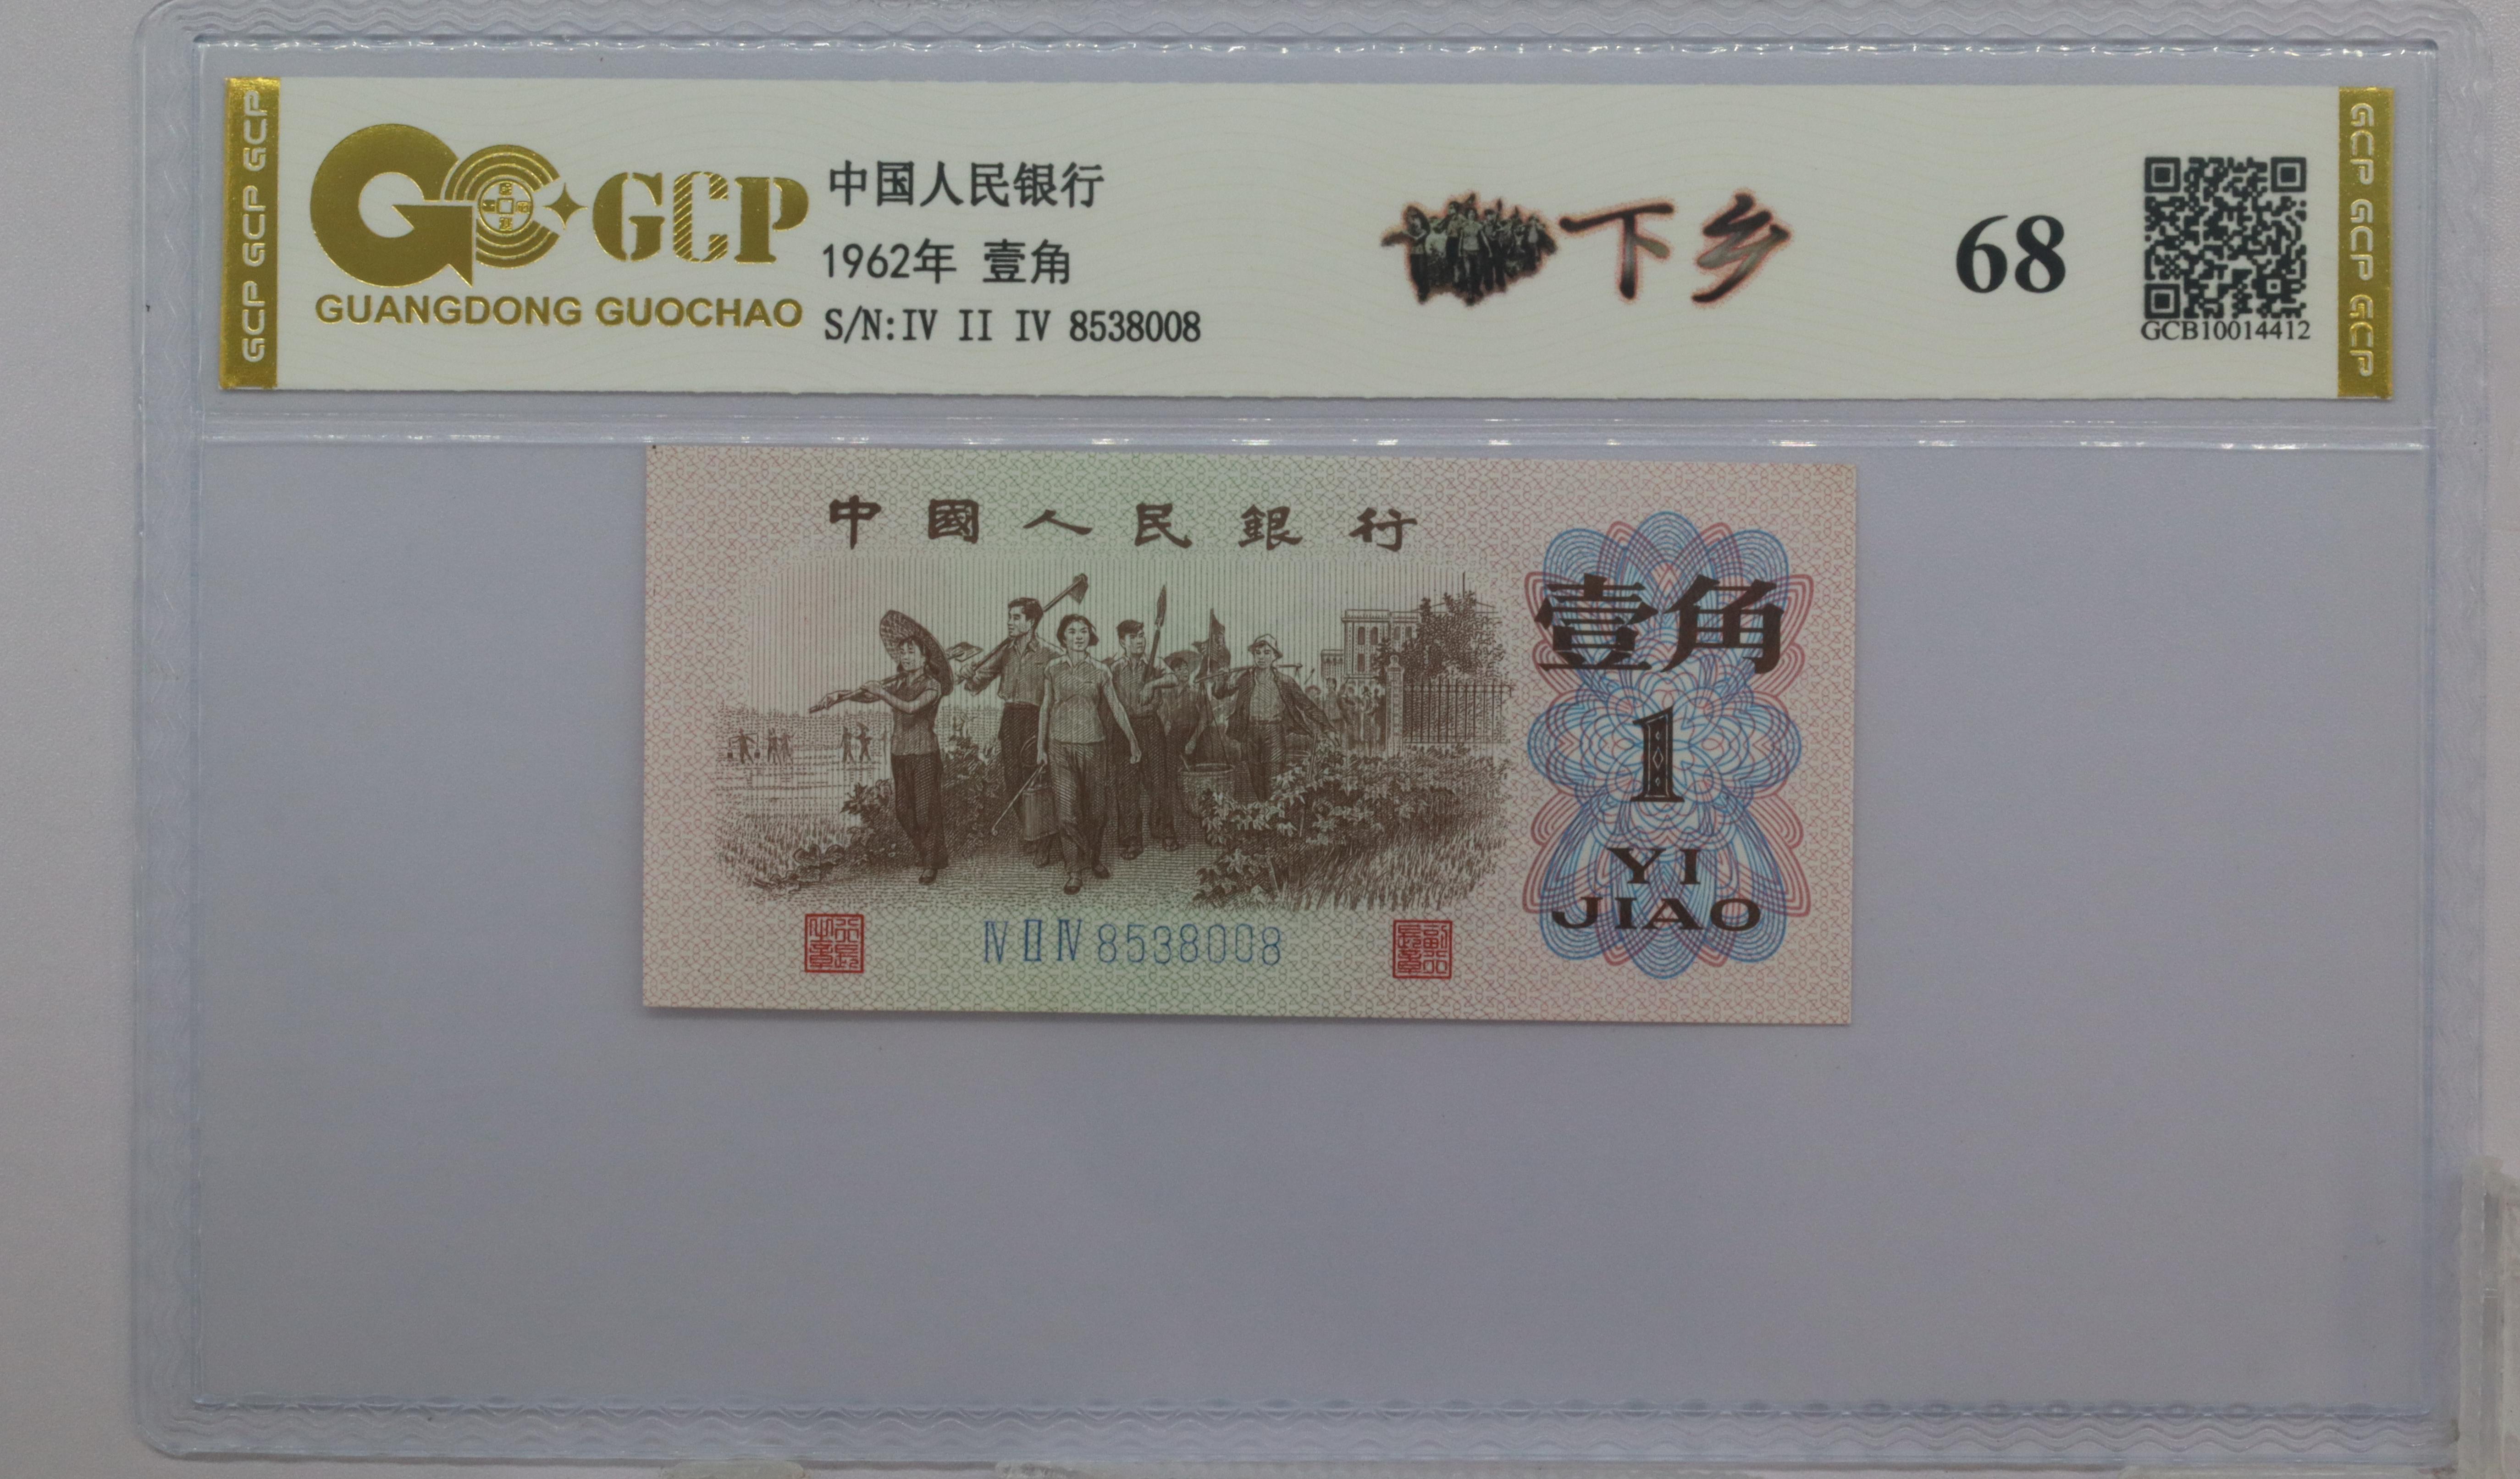 GCP GCP GCP
GCP
GUANGDONG GUOCHAO
中国人民银行
1962年 壹角
S/N:IV II IV 8538008
下乡
68
GCB10014412
GCP GCP GCP
中國人民銀行
壹角
1
YI
JIAO
IV II IV 8538008